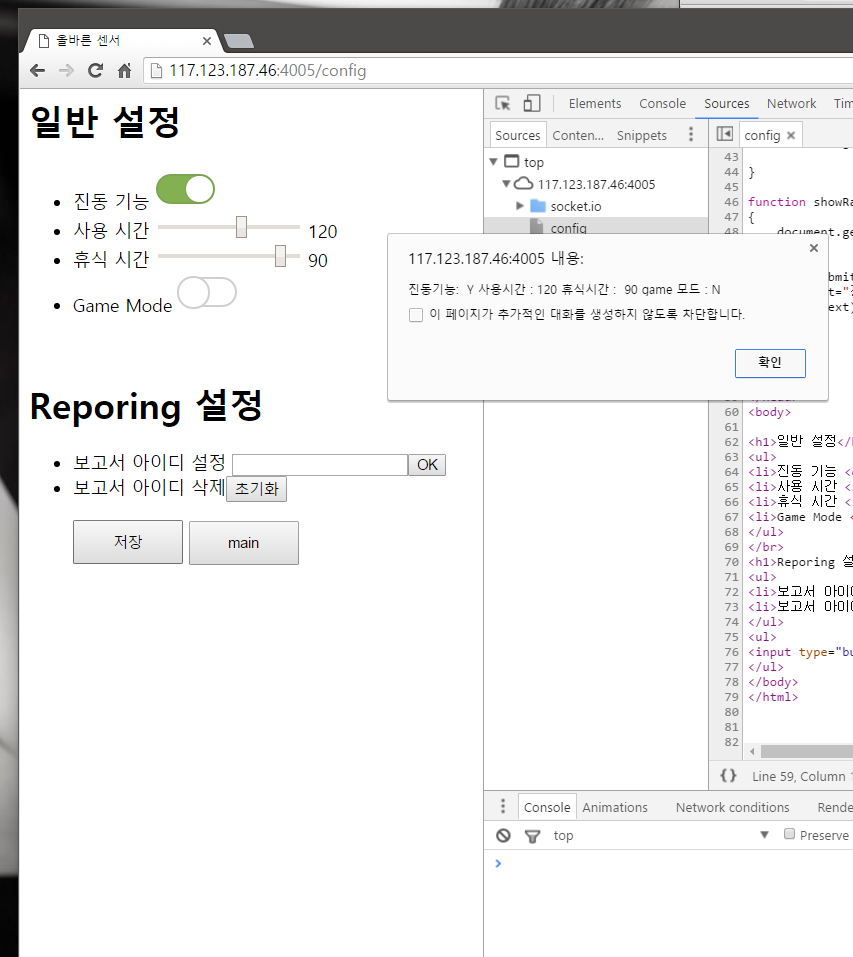 올바른 센서
117.123.187.46:4005/config
일반 설정
진동 기능
사용 시간 120
휴식 시간 90
Game Mode
Reporing 설정
보고서 아이디 설정 OK
보고서 아이디 삭제 초기화
저장 main
Elements Console Sources Network Tim
Sources Conten... Snippets
top
117.123.187.46:4005
socket.io
config
config
43
44 }
45
46 function showRa
47 {
48 document.ge
117.123.187.46:4005 내용:
진동기능: Y 사용시간 : 120 휴식시간 : 90 game 모드 : N
이 페이지가 추가적인 대화를 생성하지 않도록 차단합니다.
확인
bmit
t="
ext)
60 <body>
61
62 <h1>일반 설정</
63 <ul>
64 <li>진동 기능 <
65 <li>사용 시간 <
66 <li>휴식 시간 <
67 <li>Game Mode <
68 </ul>
69 </br>
70 <h1>Reporing 설
71 <ul>
72 <li>보고서 아이
73 <li>보고서 아이
74 </ul>
75 <ul>
76 <input type="bu
77 </ul>
78 </body>
79 </html>
80
81
82
{} Line 59, Column
Console Animations Network conditions Rende
top Preserve